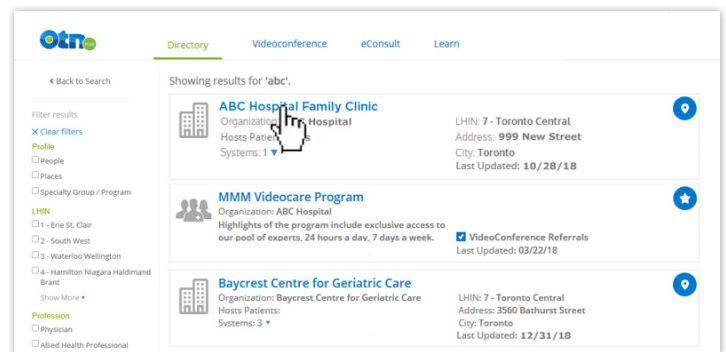 otn hub
Directory
Videoconference
eConsult
Learn
Back to Search
Filter results
X Clear filters
Profile
People
Places
Specialty Group / Program
LHIN
1 - Erie St. Clair
2 - South West
3 - Waterloo Wellington
4 - Hamilton Niagara Haldimand
Brant
Show More
Profession
Physician
Allied Health Professional
Showing results for 'abc'.
ABC Hospital Family Clinic
Organization: Hospital
Hosts
Systems: 1
LHIN: 7 - Toronto Central
Address: 999 New Street
City: Toronto
Last Updated: 10/28/18
MMM Videocare Program
Organization: ABC Hospital
Highlights of the program include exclusive access to
our pool of experts, 24 hours a day, 7 days a week.
VideoConference Referrals
Last Updated: 03/22/18
Baycrest Centre for Geriatric Care
Organization: Baycrest Centre for Geriatric Care
Hosts Patients:
Systems: 3
LHIN: 7 - Toronto Central
Address: 3560 Bathurst Street
City: Toronto
Last Updated: 12/31/18